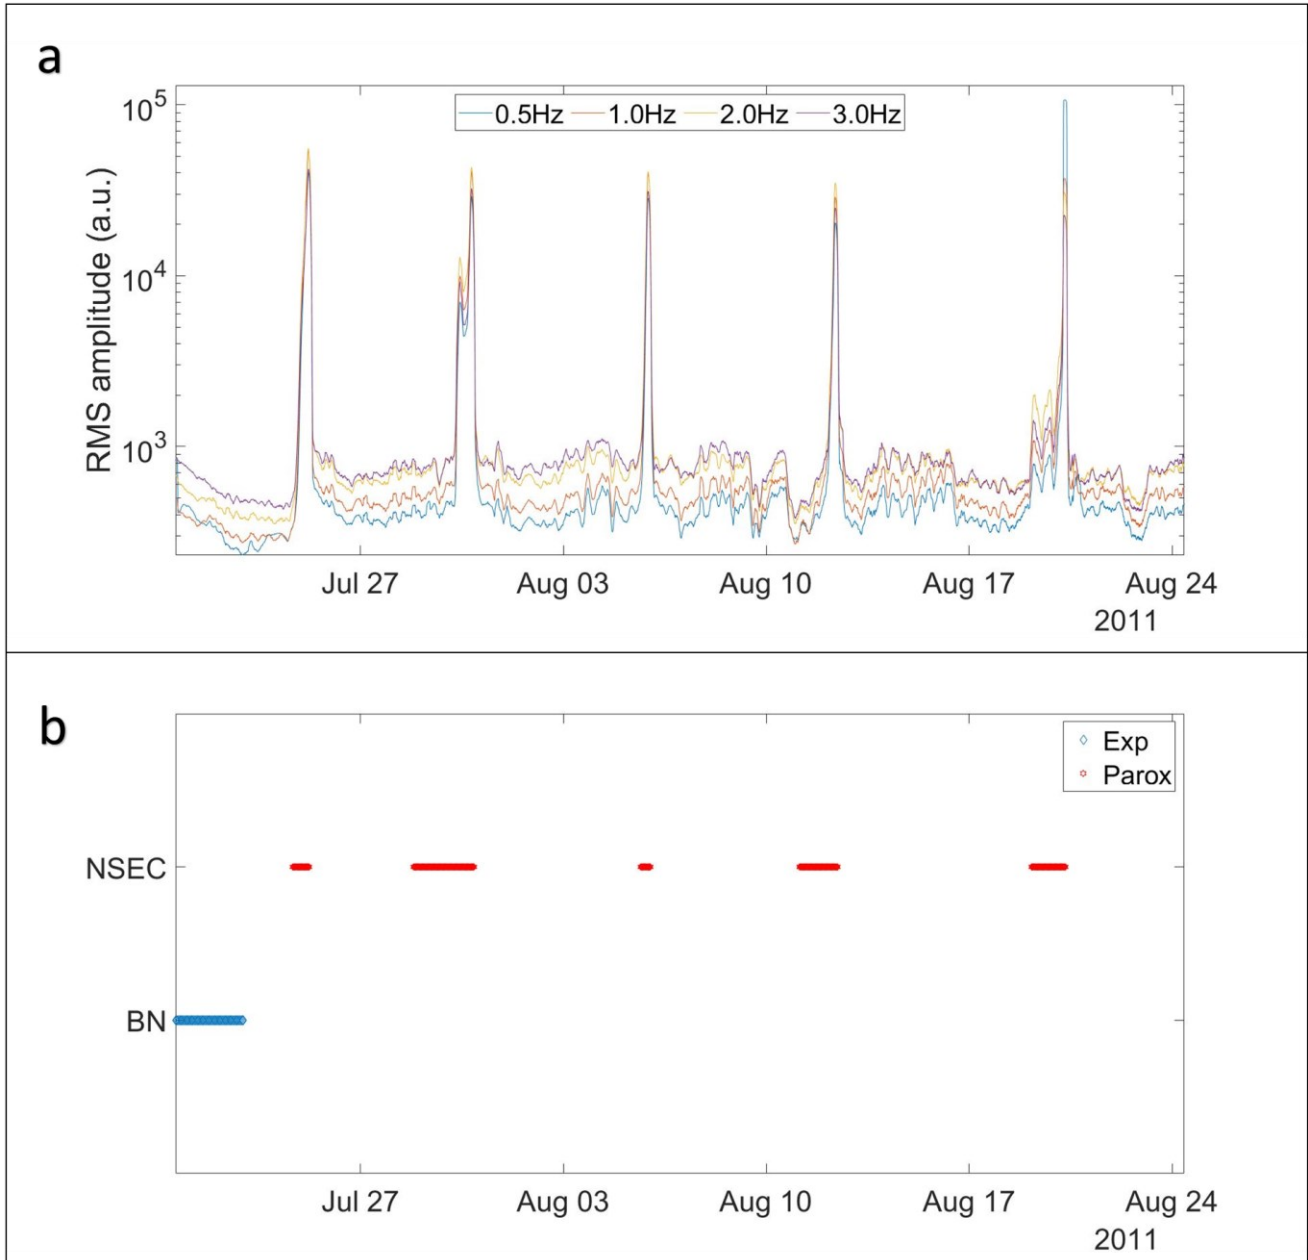 a
10^5
10^4
10^3
RMS amplitude (a.u.)
0.5Hz 1.0Hz 2.0Hz 3.0Hz
Jul 27 Aug 03 Aug 10 Aug 17 Aug 24
2011
b
Exp
Parox
NSEC
BN
Jul 27 Aug 03 Aug 10 Aug 17 Aug 24
2011